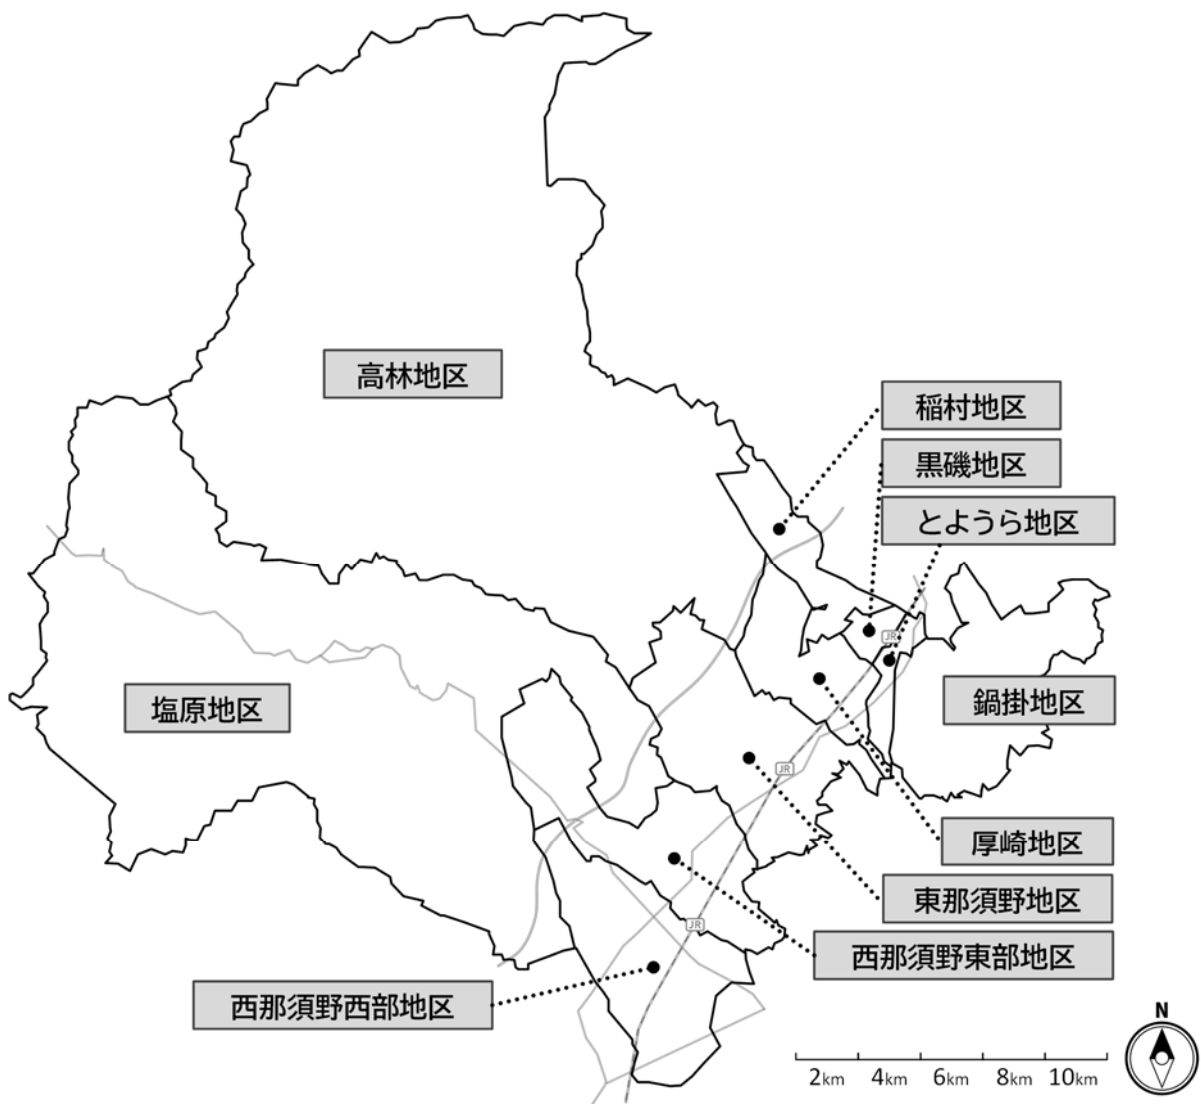 高林地区
稲村地区
黒磯地区
とようら地区
JR
塩原地区
鍋掛地区
JR
厚崎地区
東那須野地区
JR
西那須野東部地区
西那須野西部地区
N
2km 4km 6km 8km 10km